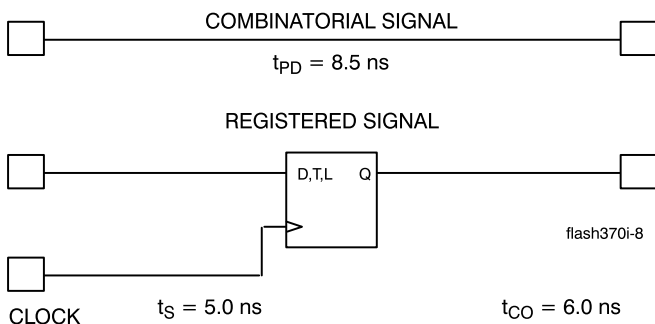 COMBINATORIAL SIGNAL
tPD = 8.5 ns
REGISTERED SIGNAL
D,T,L Q
flash370i-8
CLOCK tS = 5.0 ns tCO = 6.0 ns